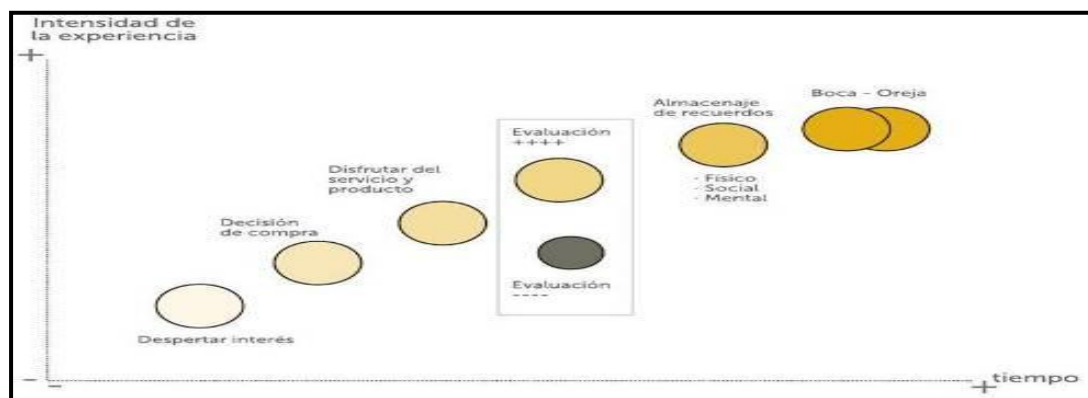 Intensidad de
la experiencia
+
Boca - Oreja
Almacenaje
de recuerdos
Evaluación
++++
Disfrutar del
servicio y
producto
- Físico
- Social
- Mental
Decisión
de compra
Evaluación
----
Despertar interés
-
-
+ tiempo